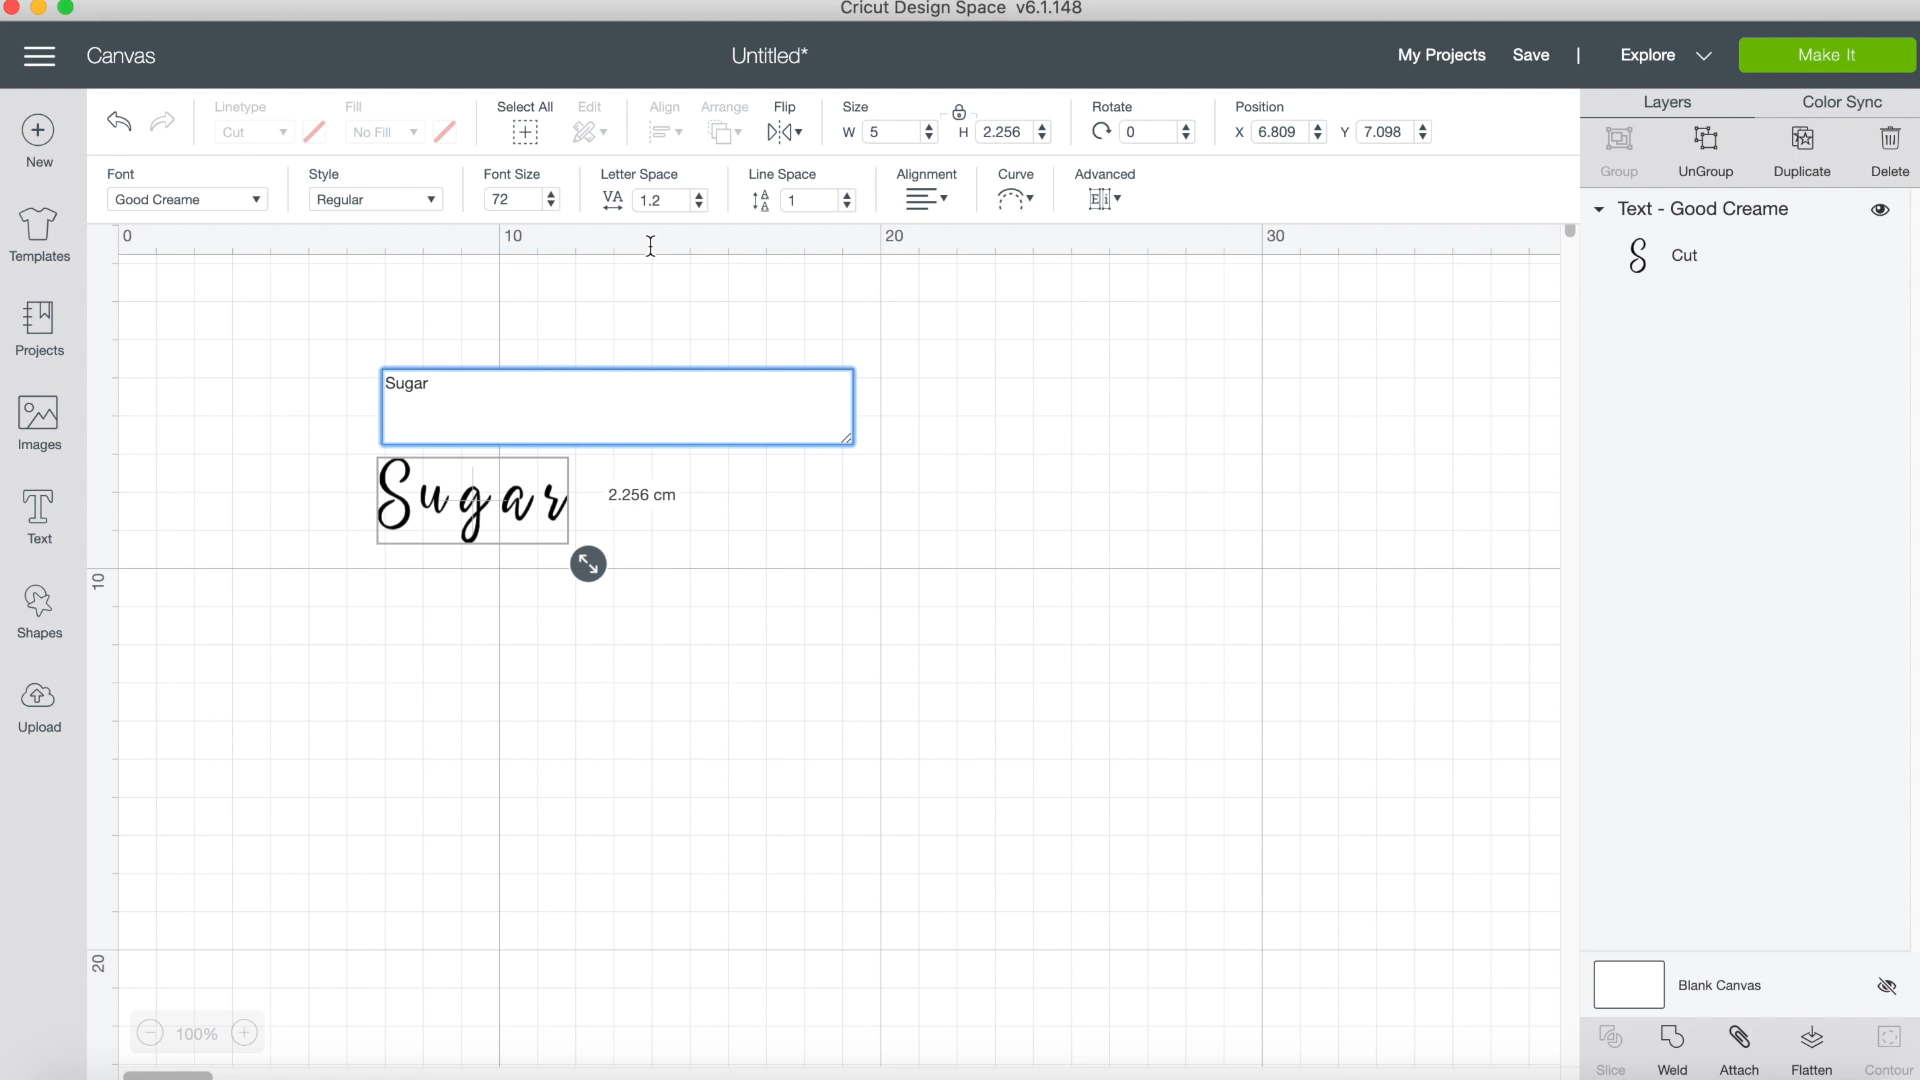 Cricut Design Space v6.1.148
Canvas
Untitled*
My Projects
Save
|
Explore
Make It
Linetype
Cut
Fill
No Fill
Select All
Edit
Align
Arrange
Flip
Size
W 5
H 2.256
Rotate
0
Position
X 6.809
Y 7.098
Layers
Color Sync
Group
UnGroup
Duplicate
Delete
Font
Good Creame
Style
Regular
Font Size
72
Letter Space
VA 1.2
Line Space
A A 1
Alignment
Curve
Advanced
New
Templates
Projects
Images
Text
Shapes
Upload
0
10
20
30
10
20
Sugar
Sugar
2.256 cm
100%
Text - Good Creame
S Cut
Blank Canvas
Slice
Weld
Attach
Flatten
Contour